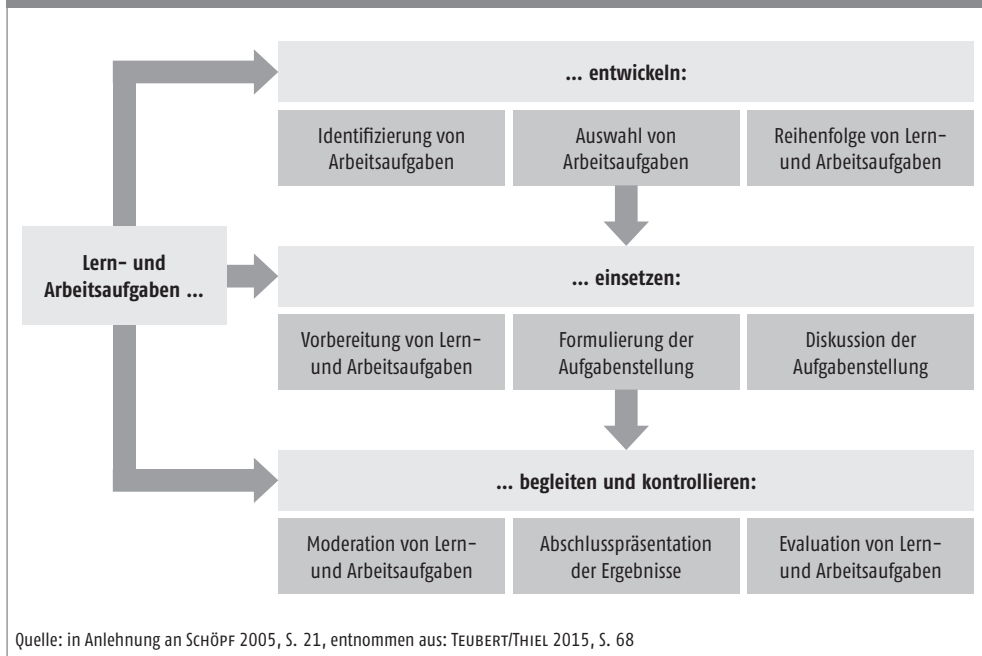 ... entwickeln:
Identifizierung von
Arbeitsaufgaben
Auswahl von
Arbeitsaufgaben
Reihenfolge von Lern-
und Arbeitsaufgaben
Lern- und
Arbeitsaufgaben ...
... einsetzen:
Vorbereitung von Lern-
und Arbeitsaufgaben
Formulierung der
Aufgabenstellung
Diskussion der
Aufgabenstellung
... begleiten und kontrollieren:
Moderation von Lern-
und Arbeitsaufgaben
Abschlusspräsentation
der Ergebnisse
Evaluation von Lern-
und Arbeitsaufgaben
Quelle: in Anlehnung an SCHÖPF 2005, S. 21, entnommen aus: TEUBERT/THIEL 2015, S. 68